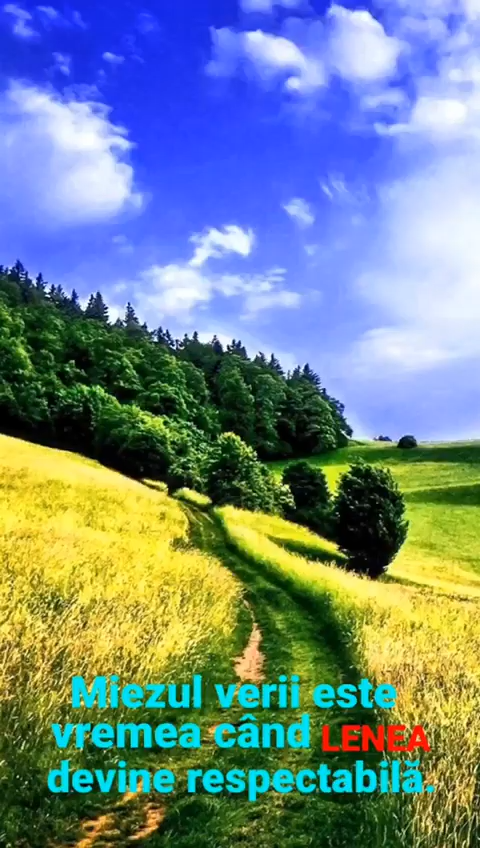 Miezul verii este
vremea când LENEA
devine respectabilă.